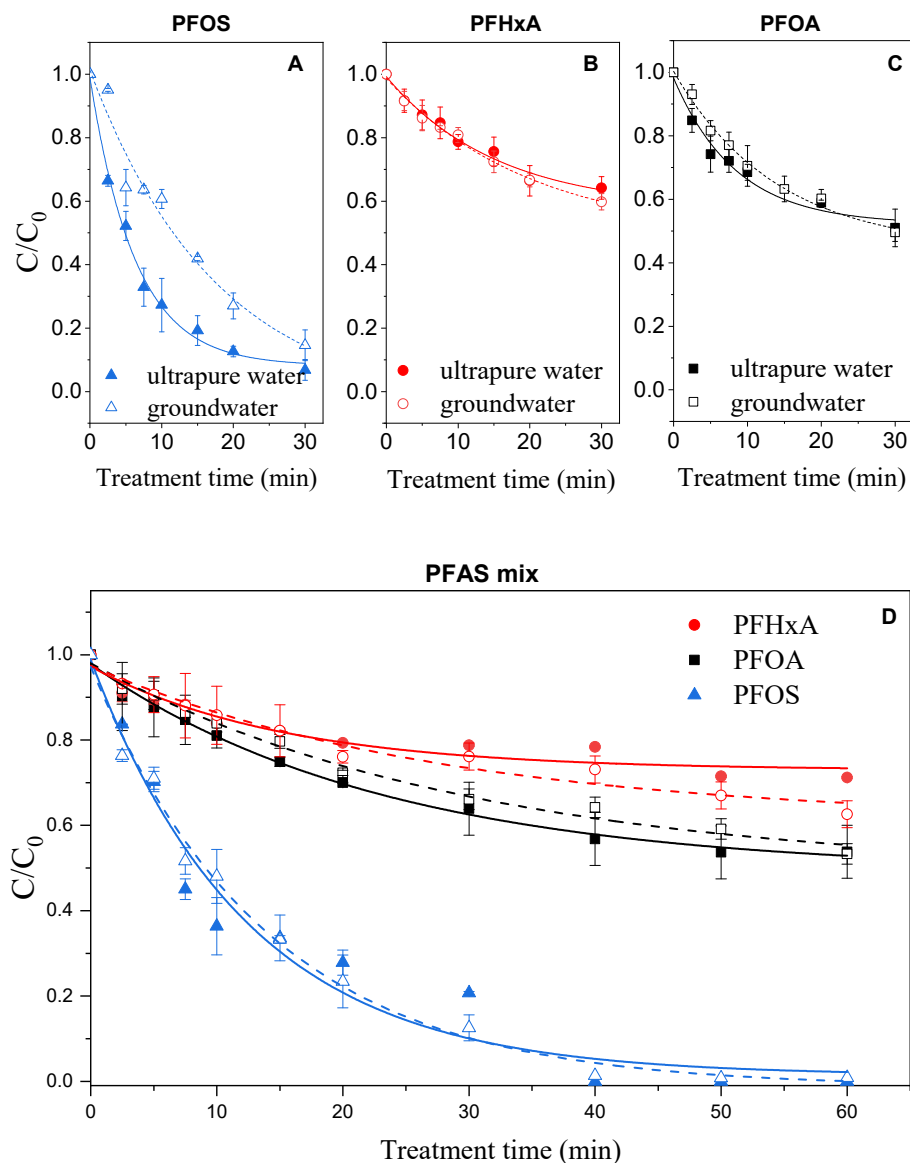 PFOS
A
1.0
0.8
0.6
0.4
0.2
0.0
C/C0
ultrapure water
groundwater
0 10 20 30
Treatment time (min)
PFHxA
B
1.0
0.8
0.6
0.4
0.2
0.0
ultrapure water
groundwater
0 10 20 30
Treatment time (min)
PFOA
C
1.0
0.8
0.6
0.4
0.2
0.0
ultrapure water
groundwater
0 10 20 30
Treatment time (min)
PFAS mix
D
PFHxA
PFOA
PFOS
1.0
0.8
0.6
0.4
0.2
0.0
C/C0
0 10 20 30 40 50 60
Treatment time (min)